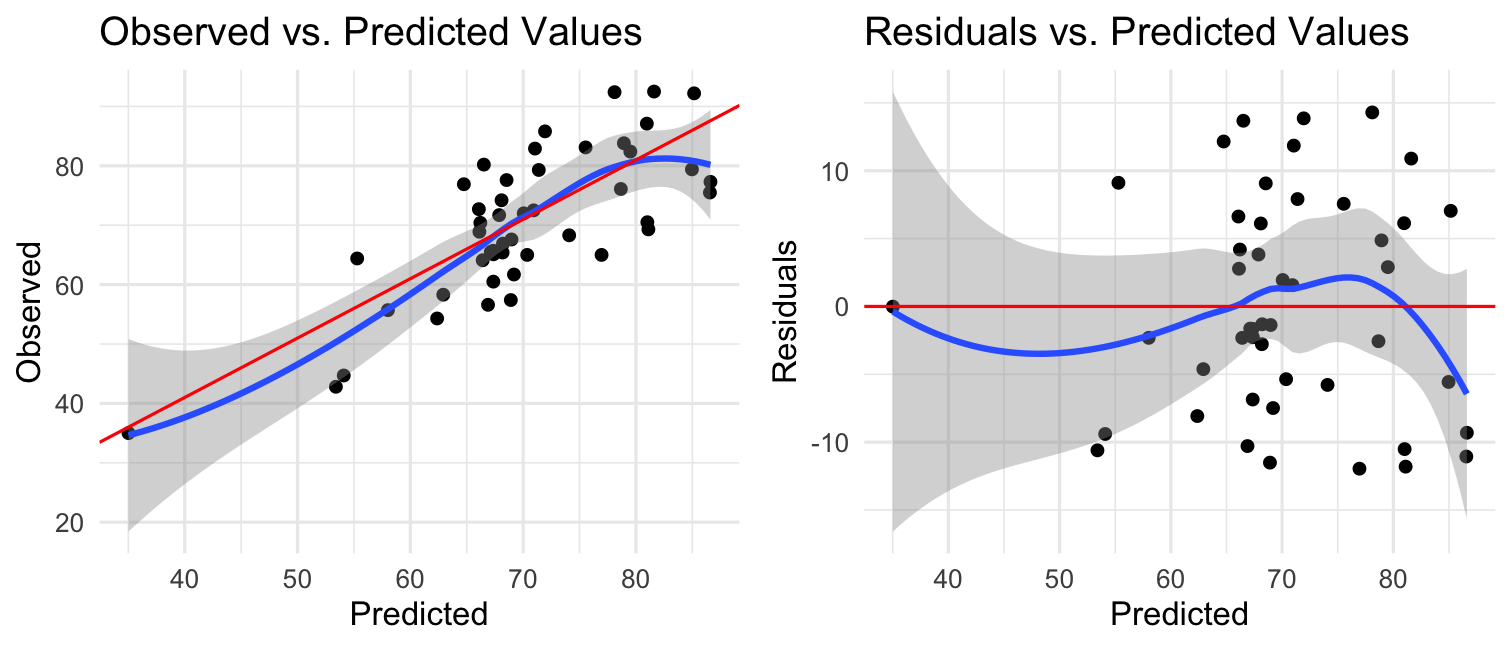 Observed vs. Predicted Values
Observed
80
60
40
20
40 50 60 70 80
Predicted
Residuals vs. Predicted Values
Residuals
10
0
-10
40 50 60 70 80
Predicted